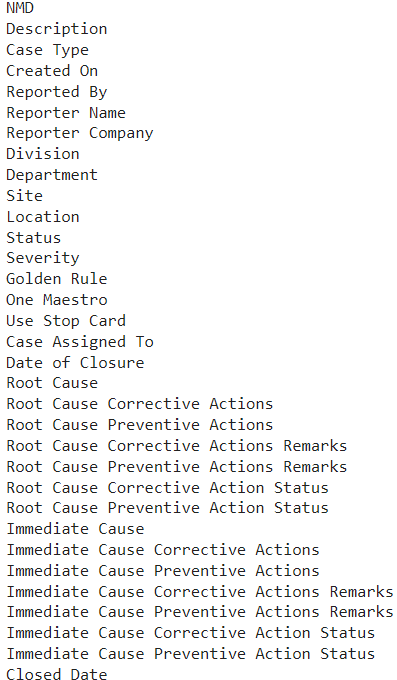 NMD
Description
Case Type
Created On
Reported By
Reporter Name
Reporter Company
Division
Department
Site
Location
Status
Severity
Golden Rule
One Maestro
Use Stop Card
Case Assigned To
Date of Closure
Root Cause
Root Cause Corrective Actions
Root Cause Preventive Actions
Root Cause Corrective Actions Remarks
Root Cause Preventive Actions Remarks
Root Cause Corrective Action Status
Root Cause Preventive Action Status
Immediate Cause
Immediate Cause Corrective Actions
Immediate Cause Preventive Actions
Immediate Cause Corrective Actions Remarks
Immediate Cause Preventive Actions Remarks
Immediate Cause Corrective Action Status
Immediate Cause Preventive Action Status
Closed Date